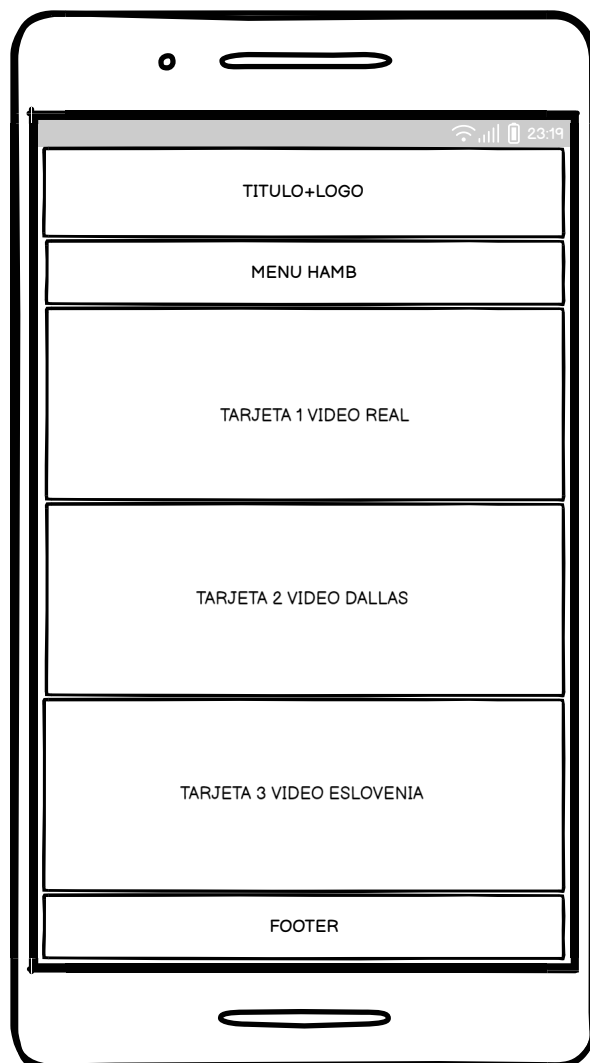 23:19
TITULO+LOGO
MENU HAMB
TARJETA 1 VIDEO REAL
TARJETA 2 VIDEO DALLAS
TARJETA 3 VIDEO ESLOVENIA
FOOTER